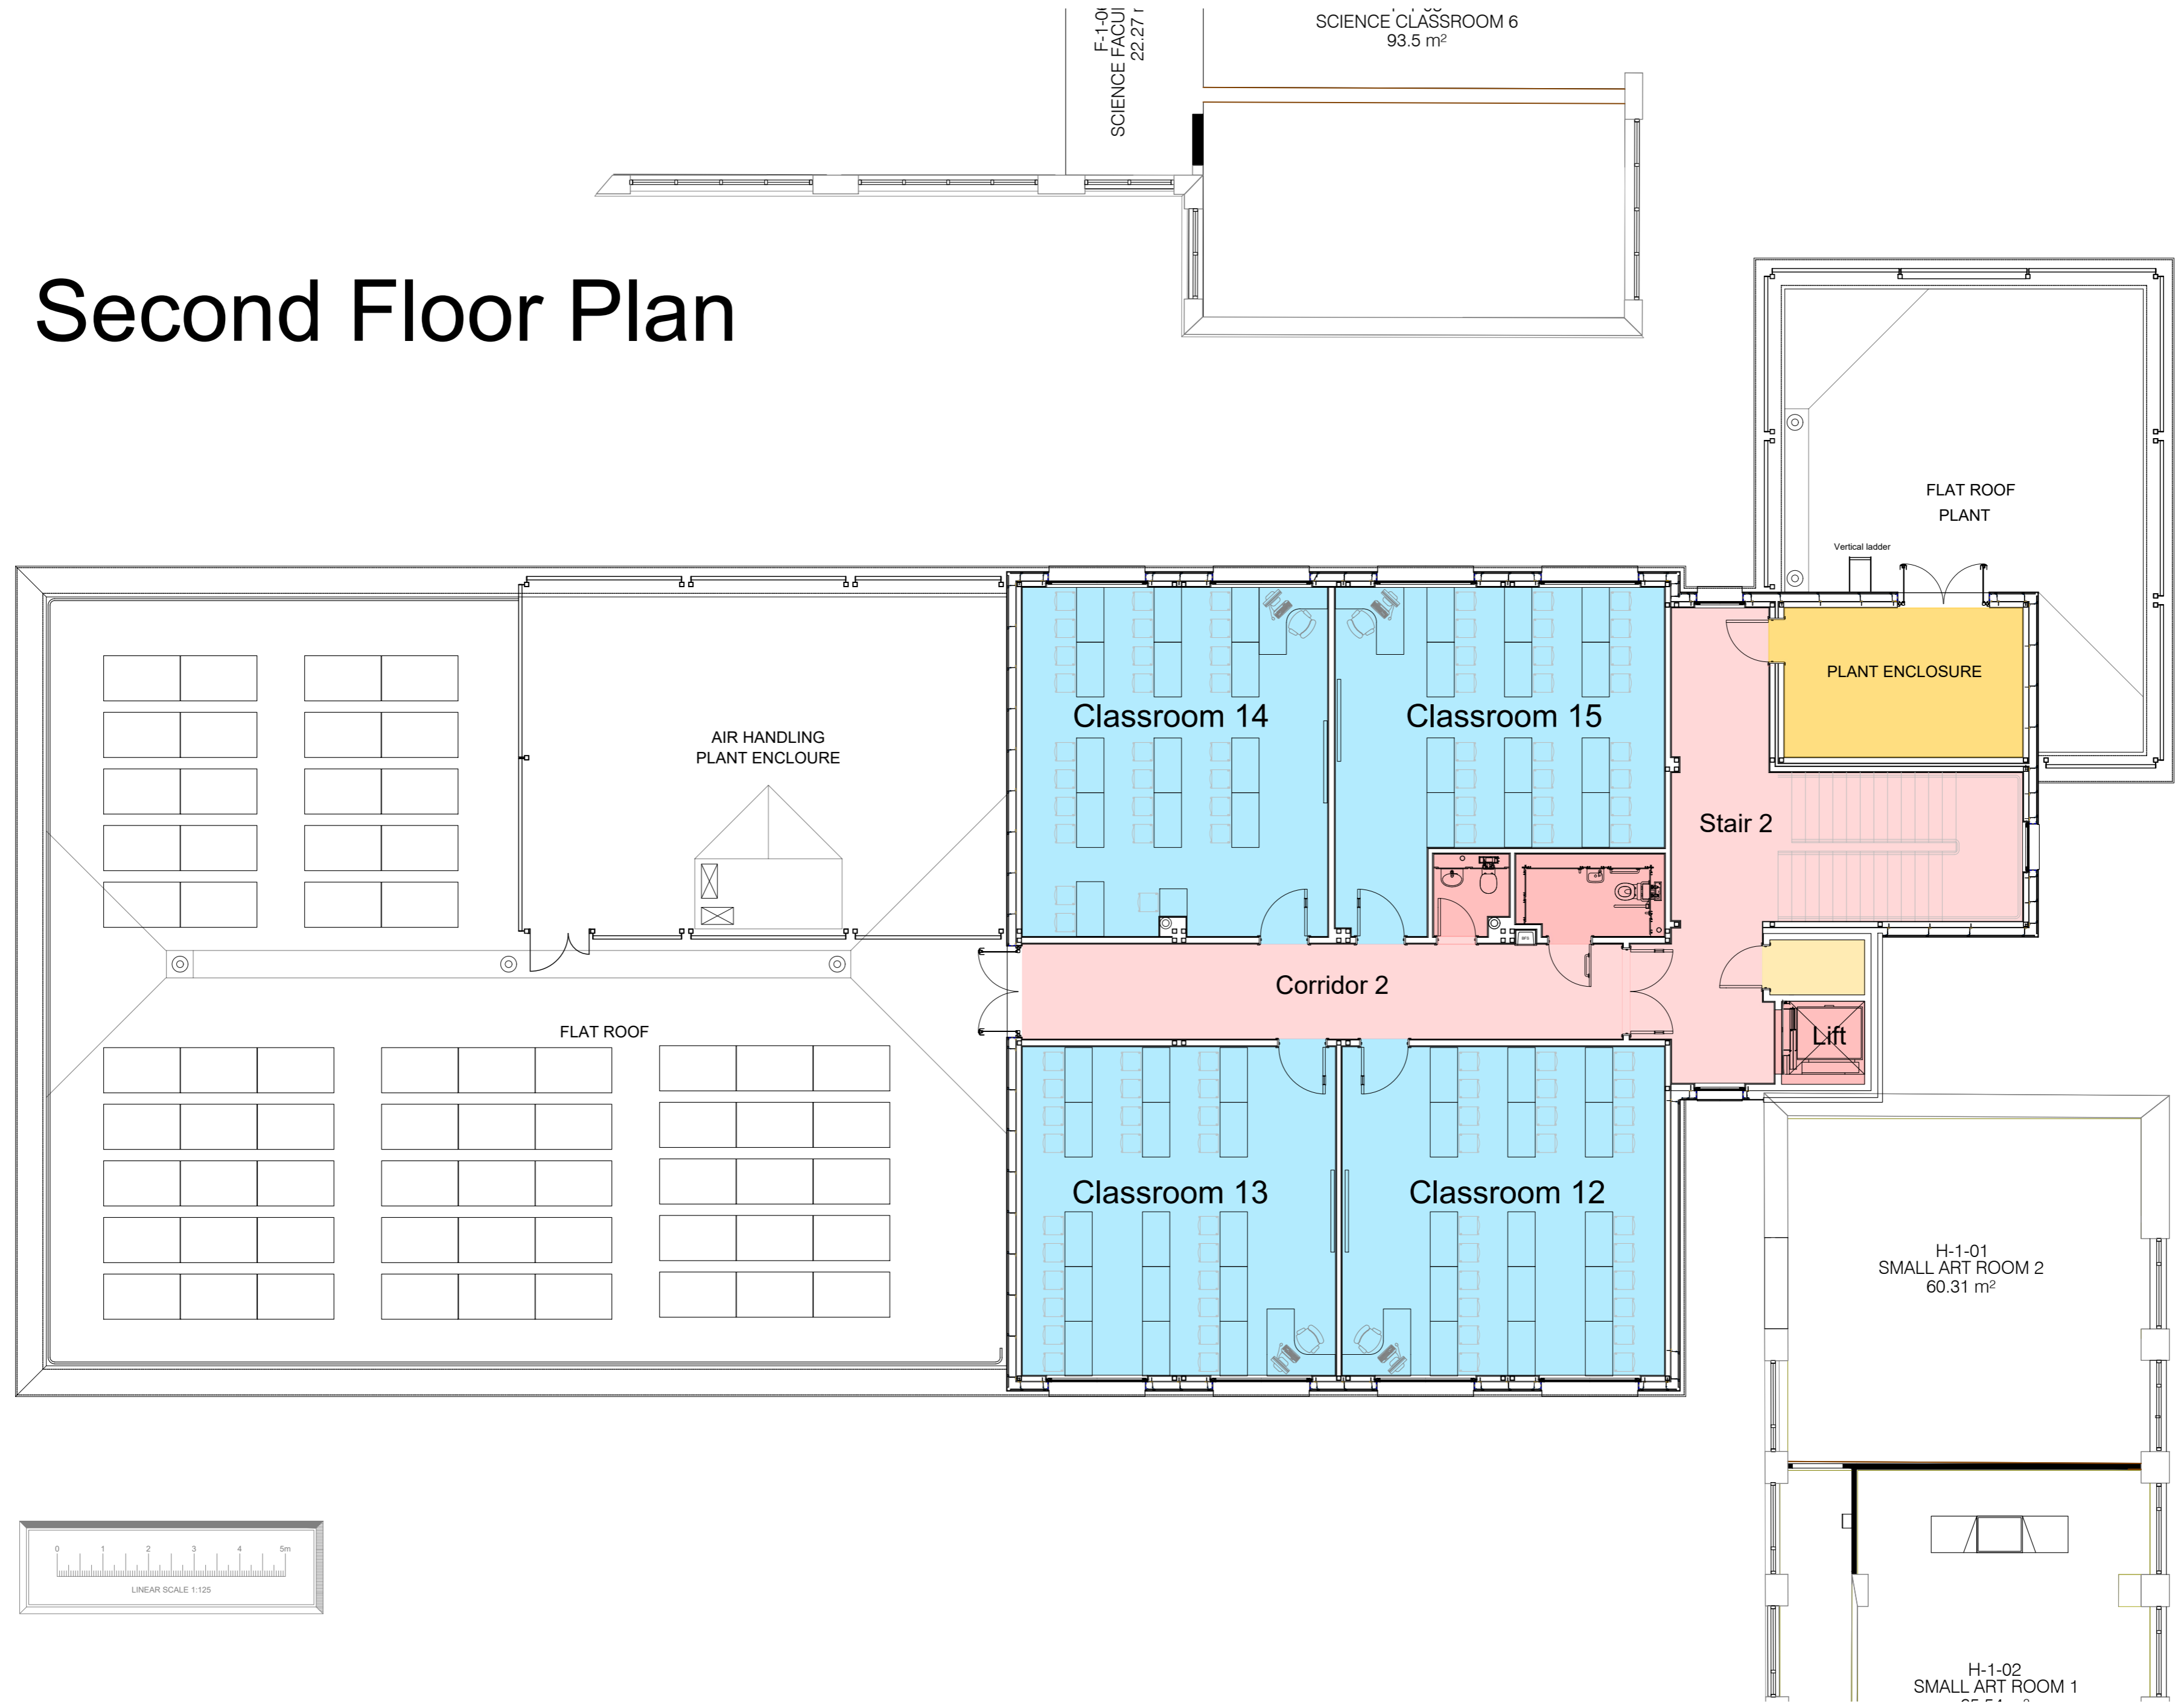 F-1-06
SCIENCE FACUL
22.27
SCIENCE CLASSROOM 6
93.5 m²
Second Floor Plan
FLAT ROOF
PLANT
Vertical ladder
PLANT ENCLOSURE
Classroom 14
Classroom 15
AIR HANDLING
PLANT ENCLOURE
Stair 2
Corridor 2
FLAT ROOF
Lift
Classroom 13
Classroom 12
H-1-01
SMALL ART ROOM 2
60.31 m²
0 1 2 3 4 5m
LINEAR SCALE 1:125
H-1-02
SMALL ART ROOM 1